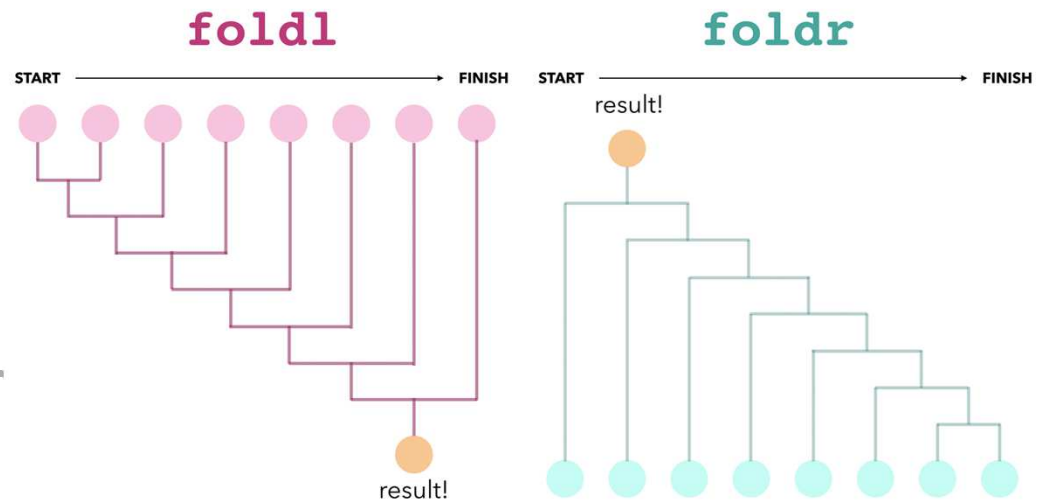 foldl
START FINISH
result!
foldr
START FINISH
result!